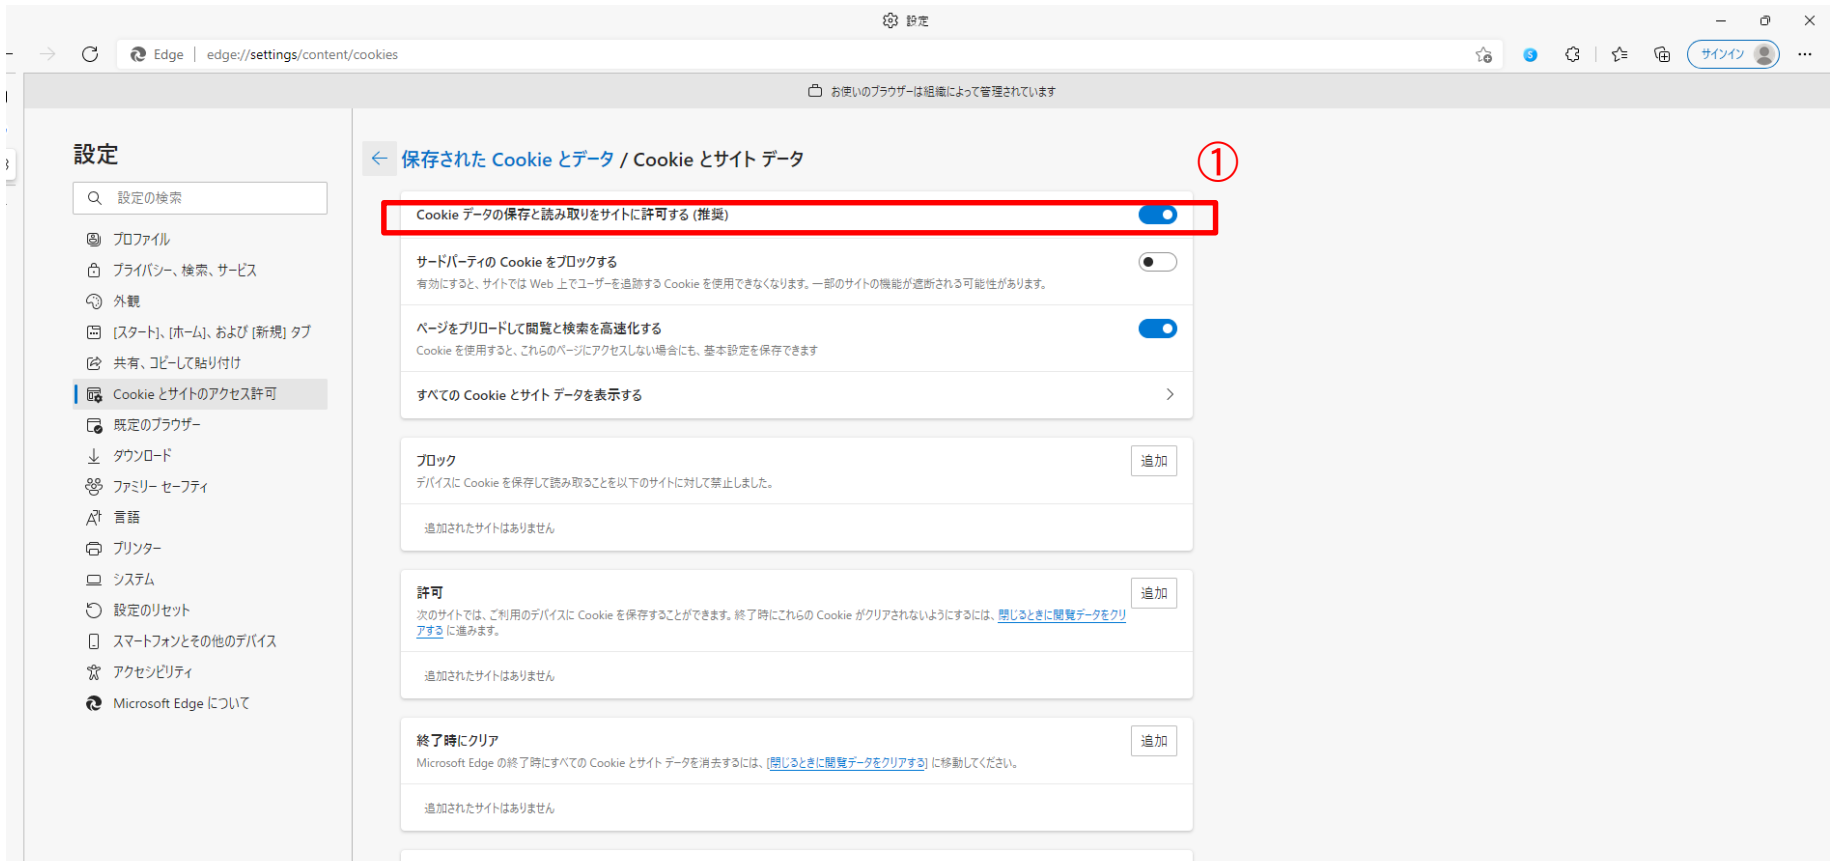 設定
Edge
edge://settings/content/cookies
サインイン
お使いのブラウザーは組織によって管理されています
設定
設定の検索
プロファイル
プライバシー、検索、サービス
外観
[スタート]、[ホーム]、および [新規] タブ
共有、コピーして貼り付け
Cookie とサイトのアクセス許可
既定のブラウザー
ダウンロード
ファミリー セーフティ
言語
プリンター
システム
設定のリセット
スマートフォンとその他のデバイス
アクセシビリティ
Microsoft Edge について
保存された Cookie とデータ / Cookie とサイト データ
①
Cookie データの保存と読み取りをサイトに許可する (推奨)
サードパーティの Cookie をブロックする
有効にすると、サイトでは Web 上でユーザーを追跡する Cookie を使用できなくなります。一部のサイトの機能が遮断される可能性があります。
ページをプリロードして閲覧と検索を高速化する
Cookie を使用すると、これらのページにアクセスしない場合にも、基本設定を保存できます
すべての Cookie とサイト データを表示する
ブロック
追加
デバイスに Cookie を保存して読み取ることを以下のサイトに対して禁止しました。
追加されたサイトはありません
許可
追加
次のサイトでは、ご利用のデバイスに Cookie を保存することができます。終了時にこれらの Cookie がクリアされないようにするには、閉じるときに閲覧データをクリ
アする に進みます。
追加されたサイトはありません
終了時にクリア
追加
Microsoft Edge の終了時にすべての Cookie とサイト データを消去するには、[閉じるときに閲覧データをクリアする] に移動してください。
追加されたサイトはありません